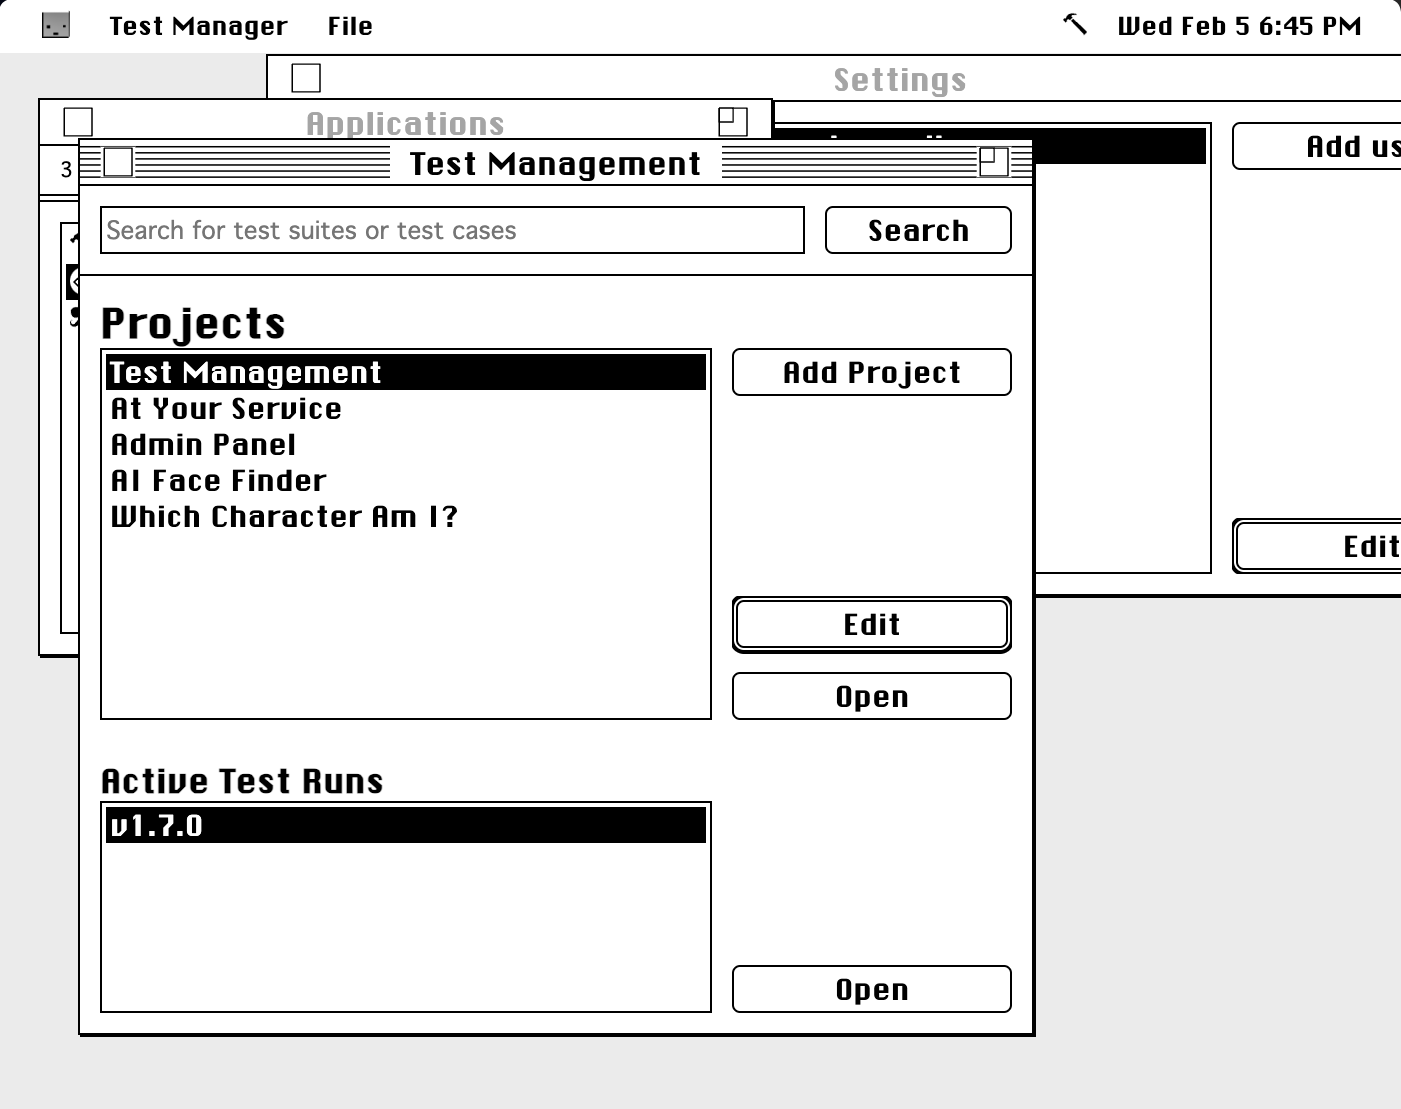 Test Manager File Wed Feb 5 6:45 PM
Settings
Applications
Add
3
Test Management
Search for test suites or test cases
Search
Projects
Test Management
At Your Service
Admin Panel
AI Face Finder
Which Character Am I?
Add Project
Edit
Open
Edit
Active Test Runs
v1.7.0
Open